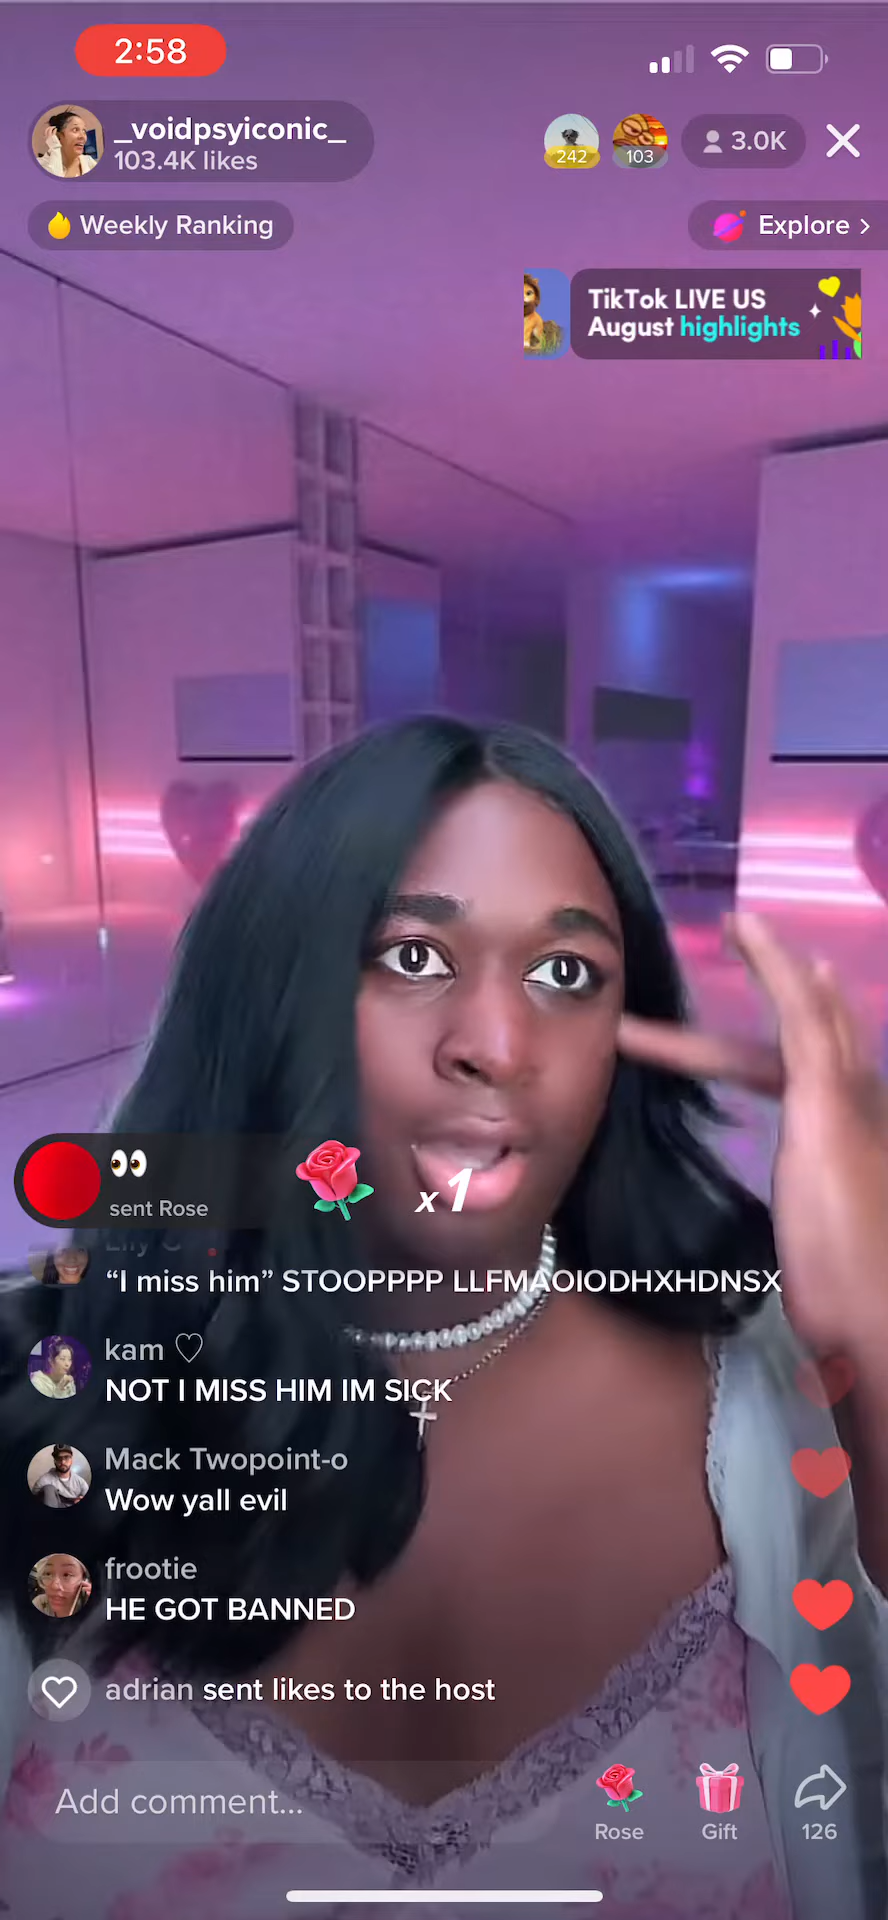 2:58
_voidpsyiconic_
103.4K likes
242
103
3.0K
Weekly Ranking
Explore >
TikTok LIVE US
August highlights
👀
sent Rose
x1
“I miss him” STOOPPPP LLFMAOIODHXHDNSX
kam ♡
NOT I MISS HIM IM SICK
Mack Twopoint-o
Wow yall evil
frootie
HE GOT BANNED
adrian sent likes to the host
Add comment...
Rose
Gift
126